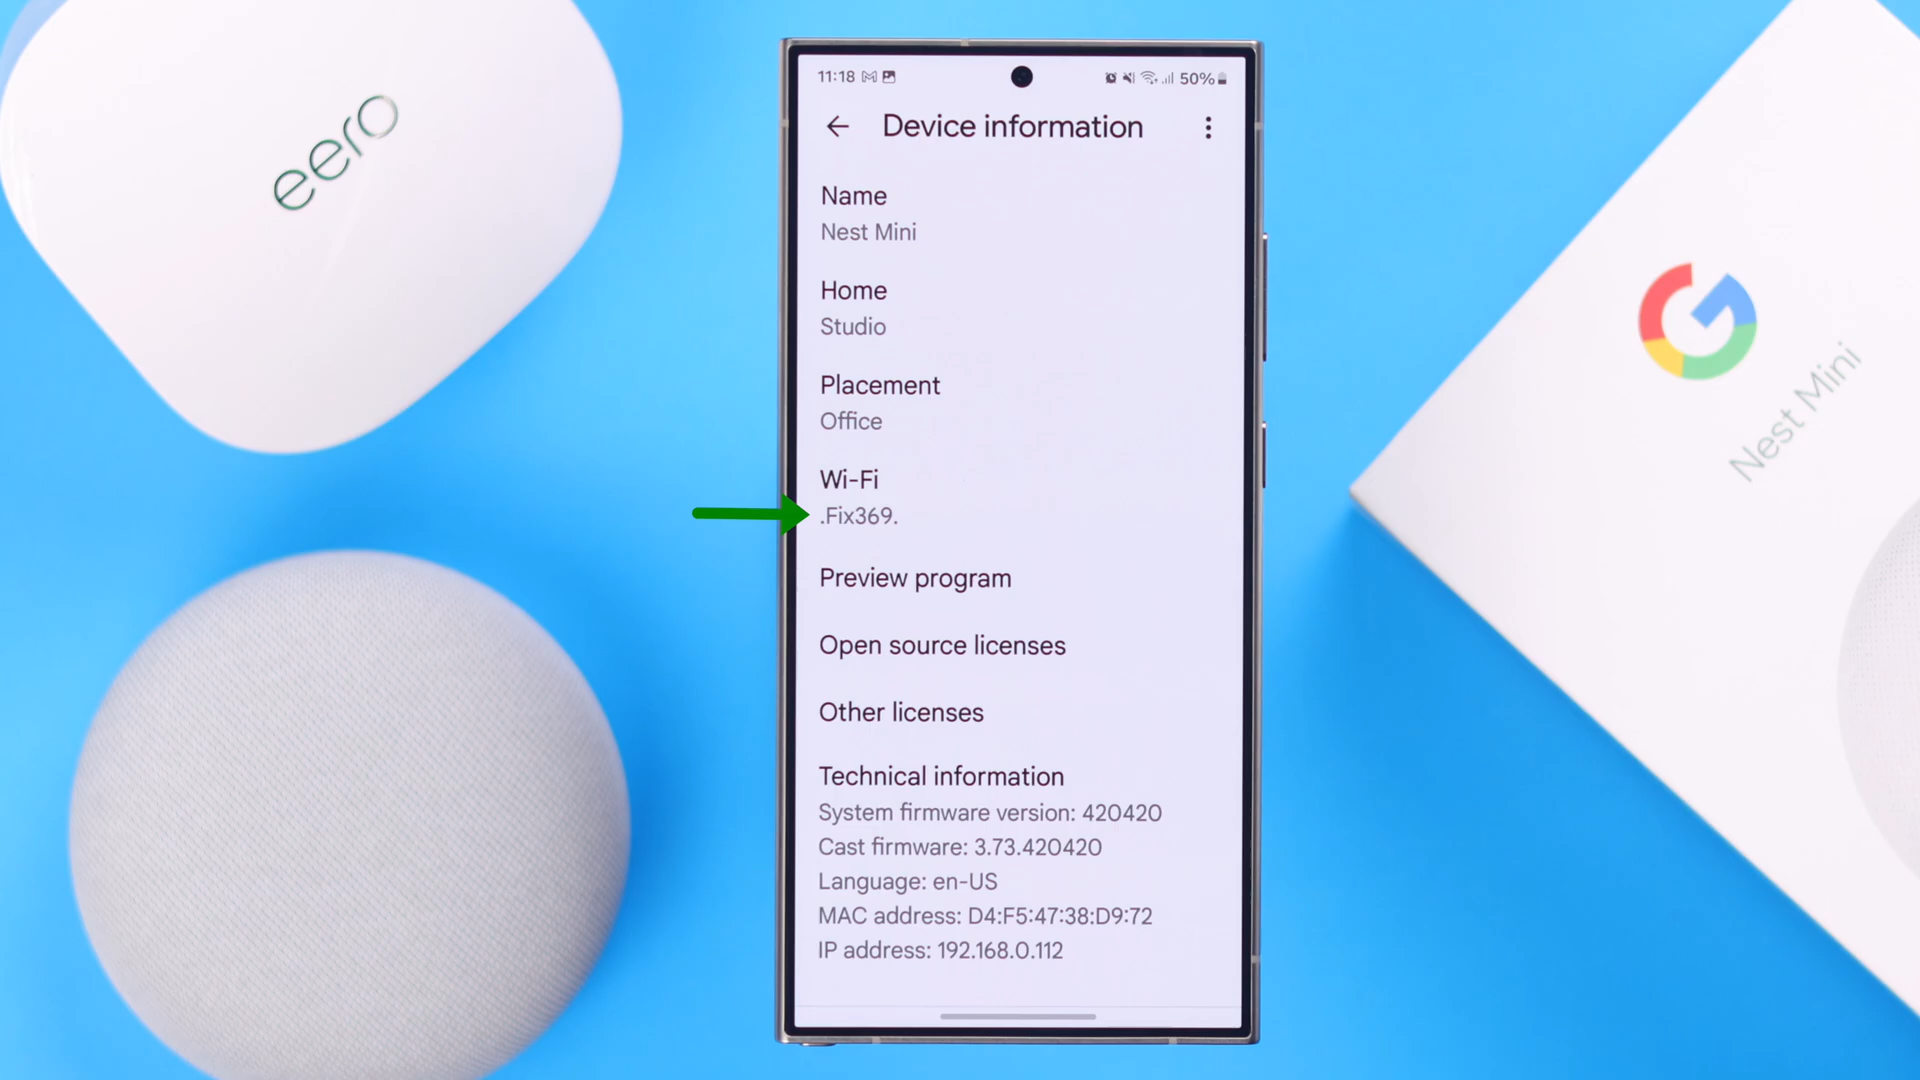 eero
11:18
50%
Device information
Name
Nest Mini
Home
Studio
Placement
Office
Wi-Fi
.Fix369.
Preview program
Open source licenses
Other licenses
Technical information
System firmware version: 420420
Cast firmware: 3.73.420420
Language: en-US
MAC address: D4:F5:47:38:D9:72
IP address: 192.168.0.112
G
Nest Mini